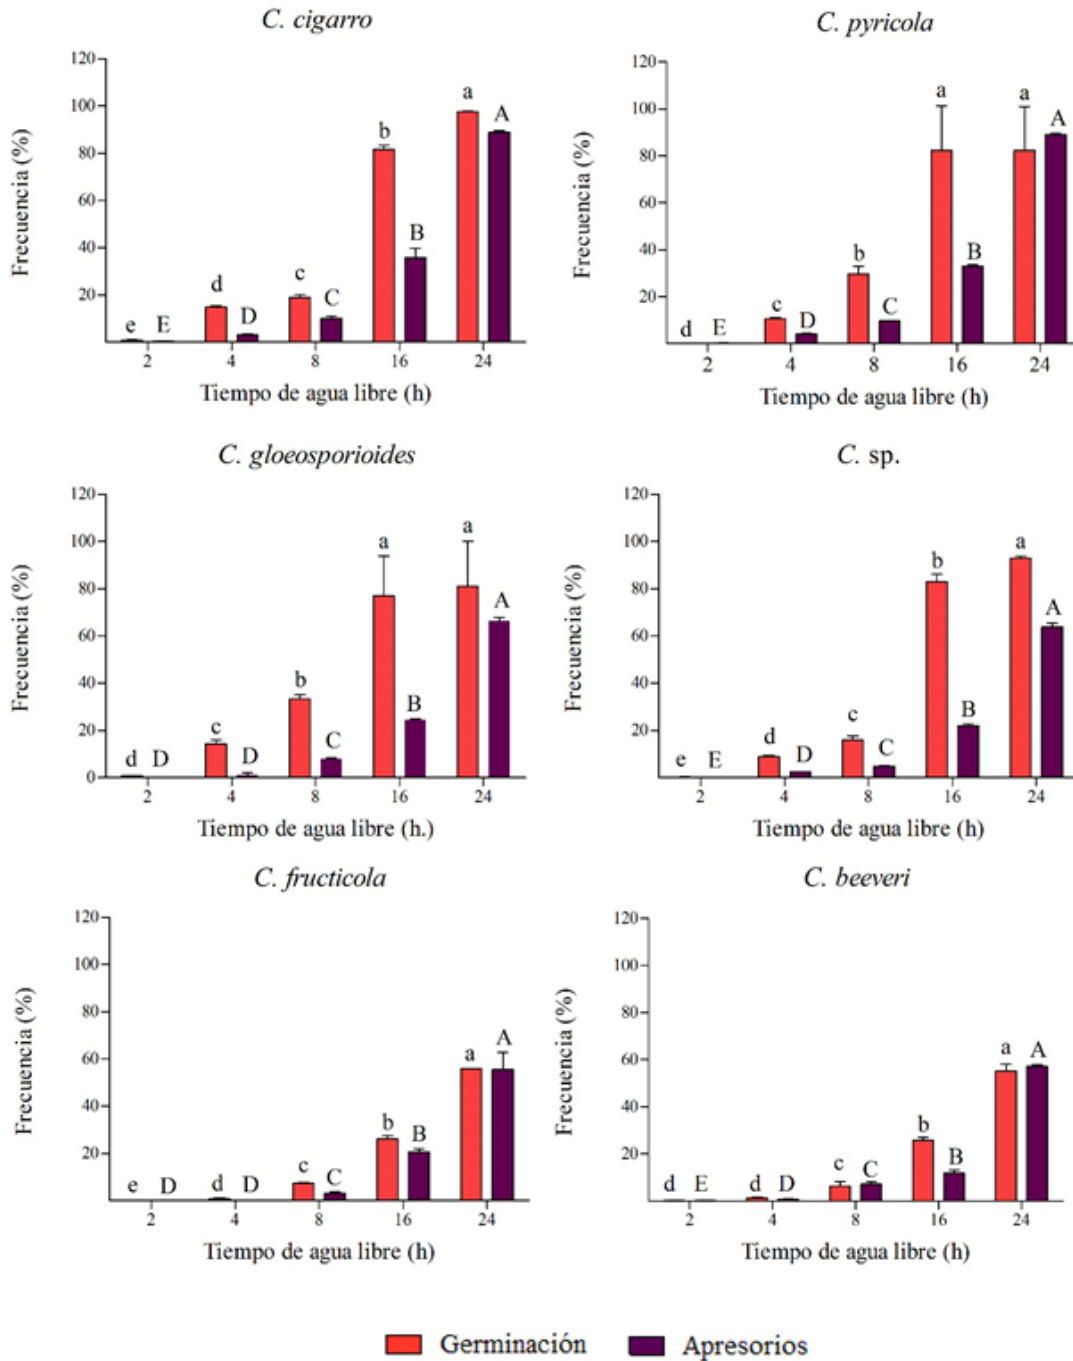 C. cigarro
Frecuencia (%)
120
100
80
60
40
20
e E d D c C b B a A
2 4 8 16 24
Tiempo de agua libre (h)
C. pyricola
Frecuencia (%)
120
100
80
60
40
20
d E c D b C a B a A
2 4 8 16 24
Tiempo de agua libre (h)
C. gloeosporioides
Frecuencia (%)
120
100
80
60
40
20
0
d D c D b C a B a A
2 4 8 16 24
Tiempo de agua libre (h.)
C. sp.
Frecuencia (%)
120
100
80
60
40
20
e E d D c C b B a A
2 4 8 16 24
Tiempo de agua libre (h)
C. fructicola
Frecuencia (%)
120
100
80
60
40
20
e D d D c C b B a A
2 4 8 16 24
Tiempo de agua libre (h)
C. beeveri
Frecuencia (%)
120
100
80
60
40
20
d E d D c C b B a A
2 4 8 16 24
Tiempo de agua libre (h)
Germinación Apresorios